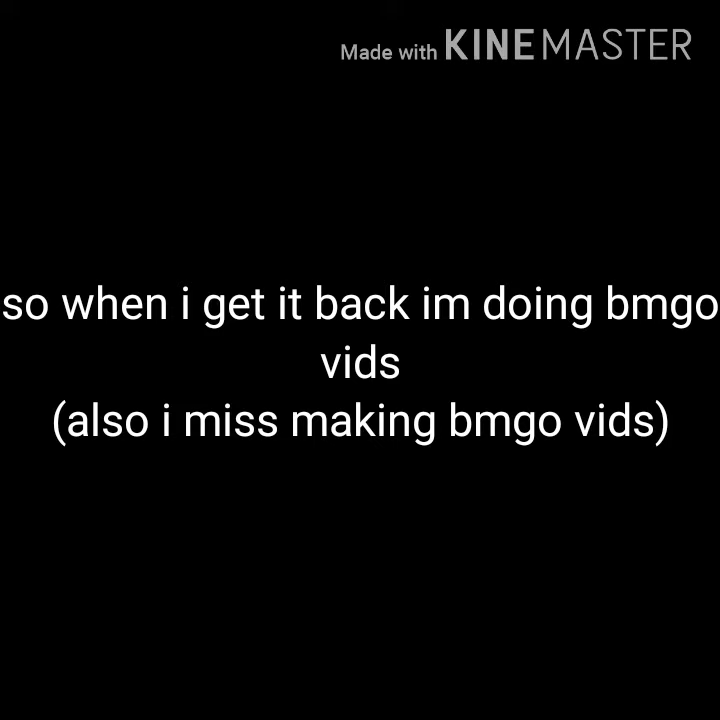 Made with KINEMASTER
so when i get it back im doing bmgo
vids
(also i miss making bmgo vids)